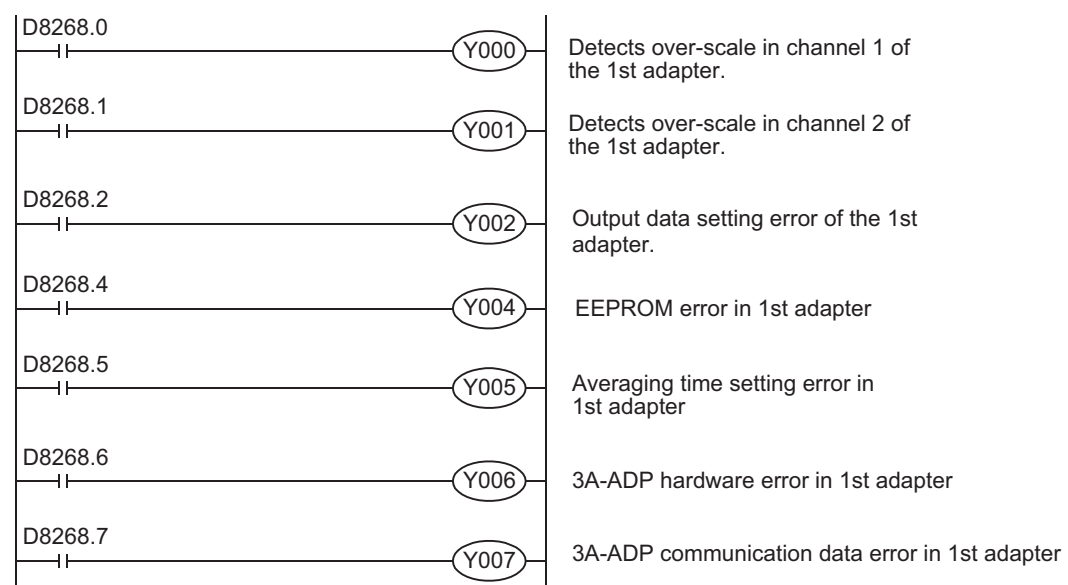 D8268.0
Y000
Detects over-scale in channel 1 of
the 1st adapter.
D8268.1
Y001
Detects over-scale in channel 2 of
the 1st adapter.
D8268.2
Y002
Output data setting error of the 1st
adapter.
D8268.4
Y004
EEPROM error in 1st adapter
D8268.5
Y005
Averaging time setting error in
1st adapter
D8268.6
Y006
3A-ADP hardware error in 1st adapter
D8268.7
Y007
3A-ADP communication data error in 1st adapter